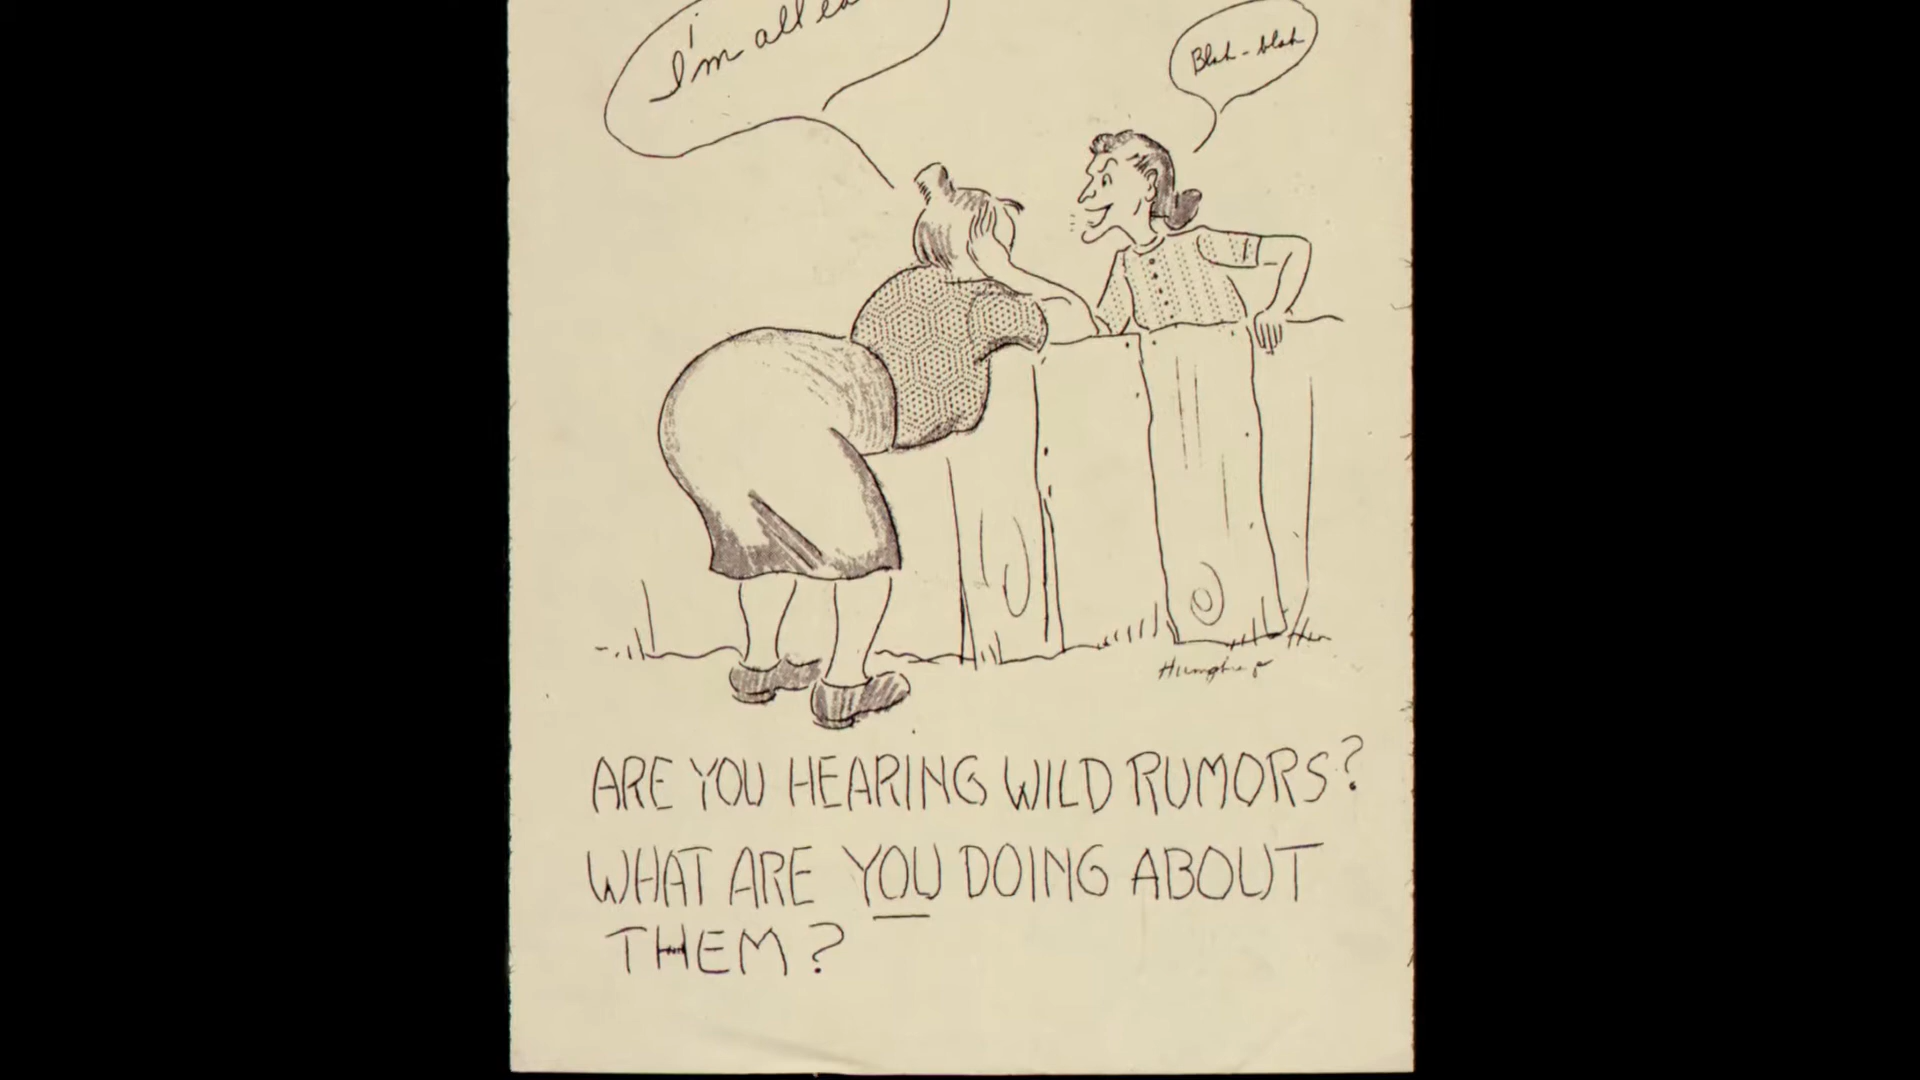 I'm all
Blah-blah
ARE YOU HEARING WILD RUMORS?
WHAT ARE YOU DOING ABOUT
THEM?